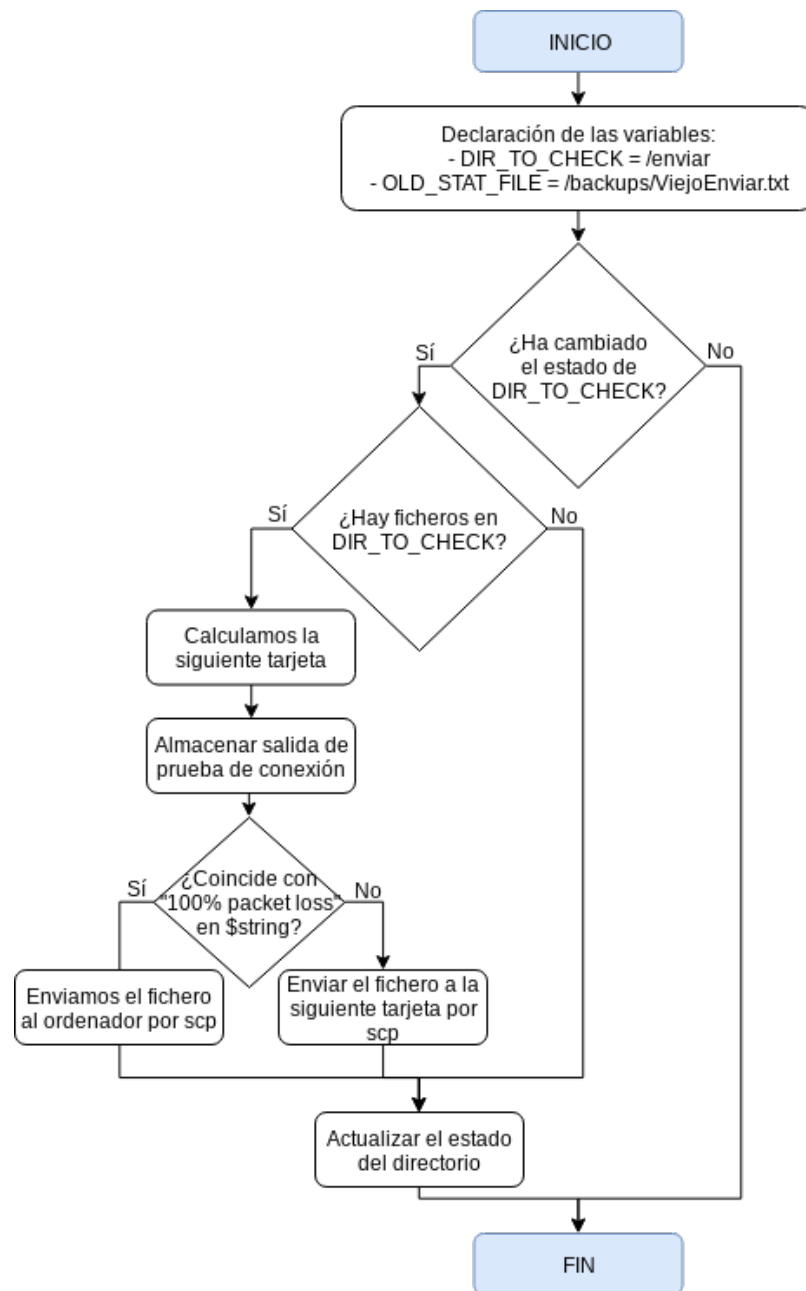 INICIO
Declaración de las variables:
- DIR_TO_CHECK = /enviar
- OLD_STAT_FILE = /backups/ViejoEnviar.txt
¿Ha cambiado
el estado de
DIR_TO_CHECK?
Sí
No
¿Hay ficheros en
DIR_TO_CHECK?
Sí
No
Calculamos la
siguiente tarjeta
Almacenar salida de
prueba de conexión
¿Coincide con
"100% packet loss"
en $string?
Sí
No
Enviamos el fichero
al ordenador por scp
Enviar el fichero a la
siguiente tarjeta por
scp
Actualizar el estado
del directorio
FIN